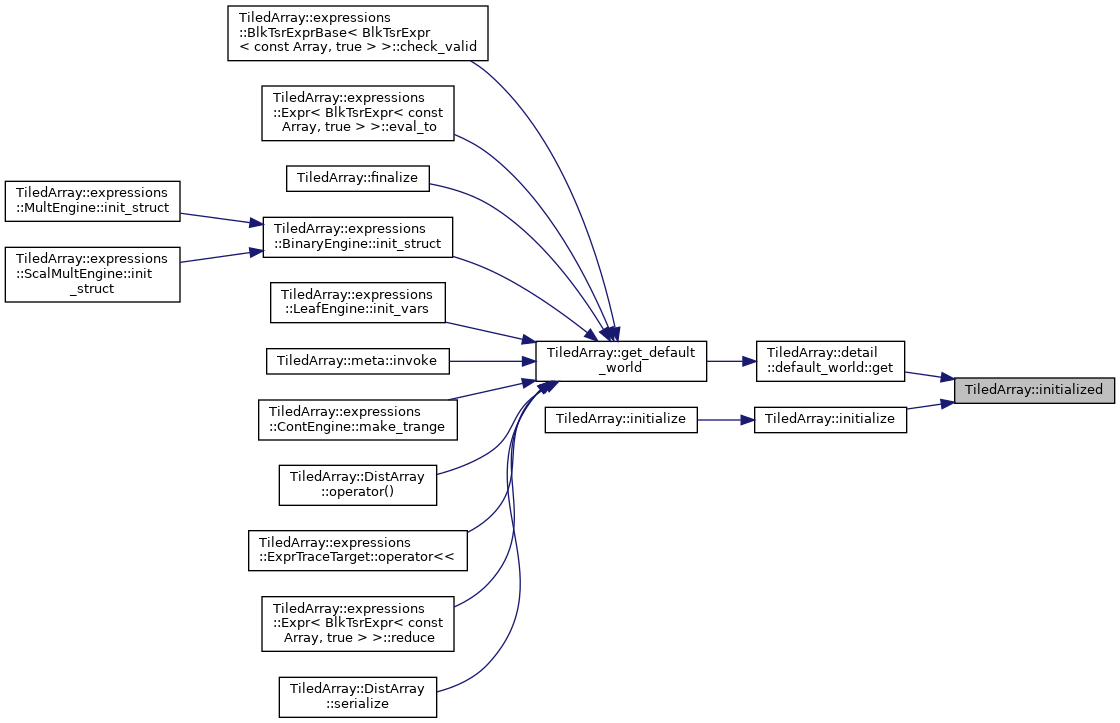 TiledArray::expressions
::BlkTsrExprBase< BlkTsrExpr
< const Array, true > >::check_valid
TiledArray::expressions
::Expr< BlkTsrExpr< const
Array, true > >::eval_to
TiledArray::finalize
TiledArray::expressions
::MultEngine::init_struct
TiledArray::expressions
::BinaryEngine::init_struct
TiledArray::expressions
::ScalMultEngine::init
_struct
TiledArray::expressions
::LeafEngine::init_vars
TiledArray::get_default
_world
TiledArray::detail
::default_world::get
TiledArray::meta::invoke
TiledArray::initialized
TiledArray::expressions
::ContEngine::make_trange
TiledArray::initialize
TiledArray::initialize
TiledArray::DistArray
::operator()
TiledArray::expressions
::ExprTraceTarget::operator<<
TiledArray::expressions
::Expr< BlkTsrExpr< const
Array, true > >::reduce
TiledArray::DistArray
::serialize